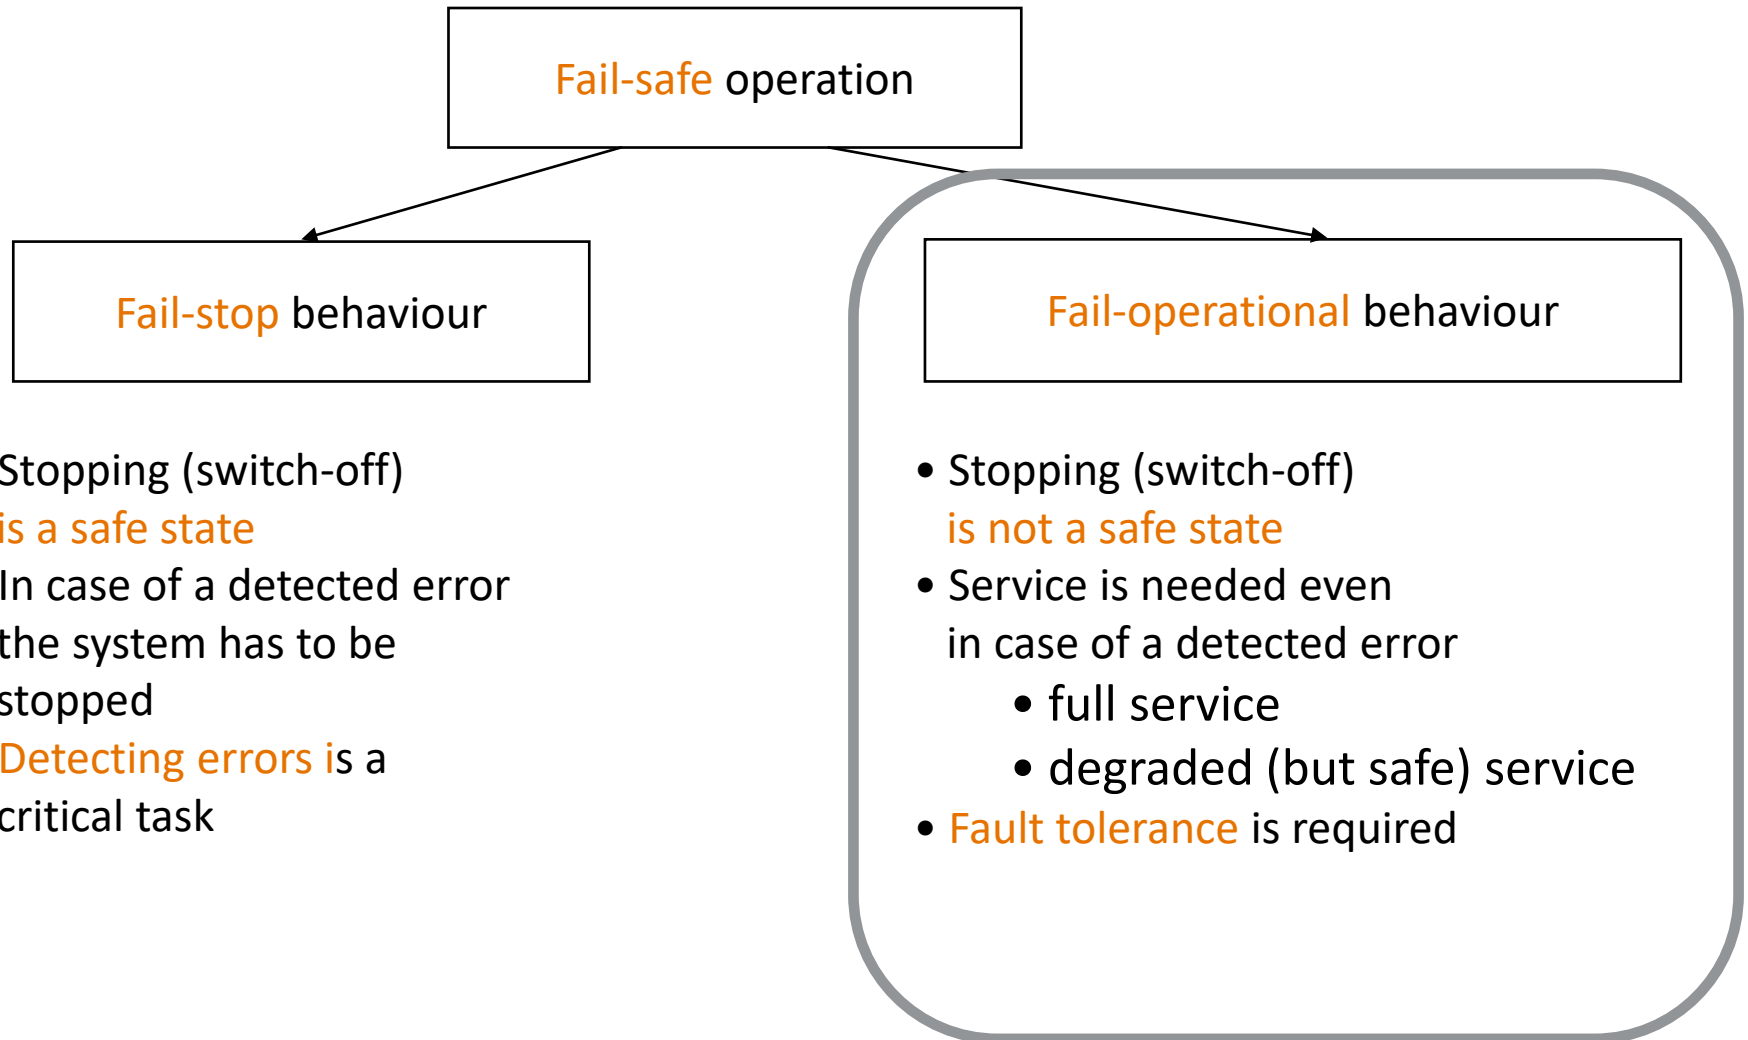 Fail-safe operation
Fail-stop behaviour
Stopping (switch-off)
is a safe state
In case of a detected error
the system has to be
stopped
Detecting errors is a
critical task
Fail-operational behaviour
• Stopping (switch-off)
is not a safe state
• Service is needed even
in case of a detected error
• full service
• degraded (but safe) service
• Fault tolerance is required